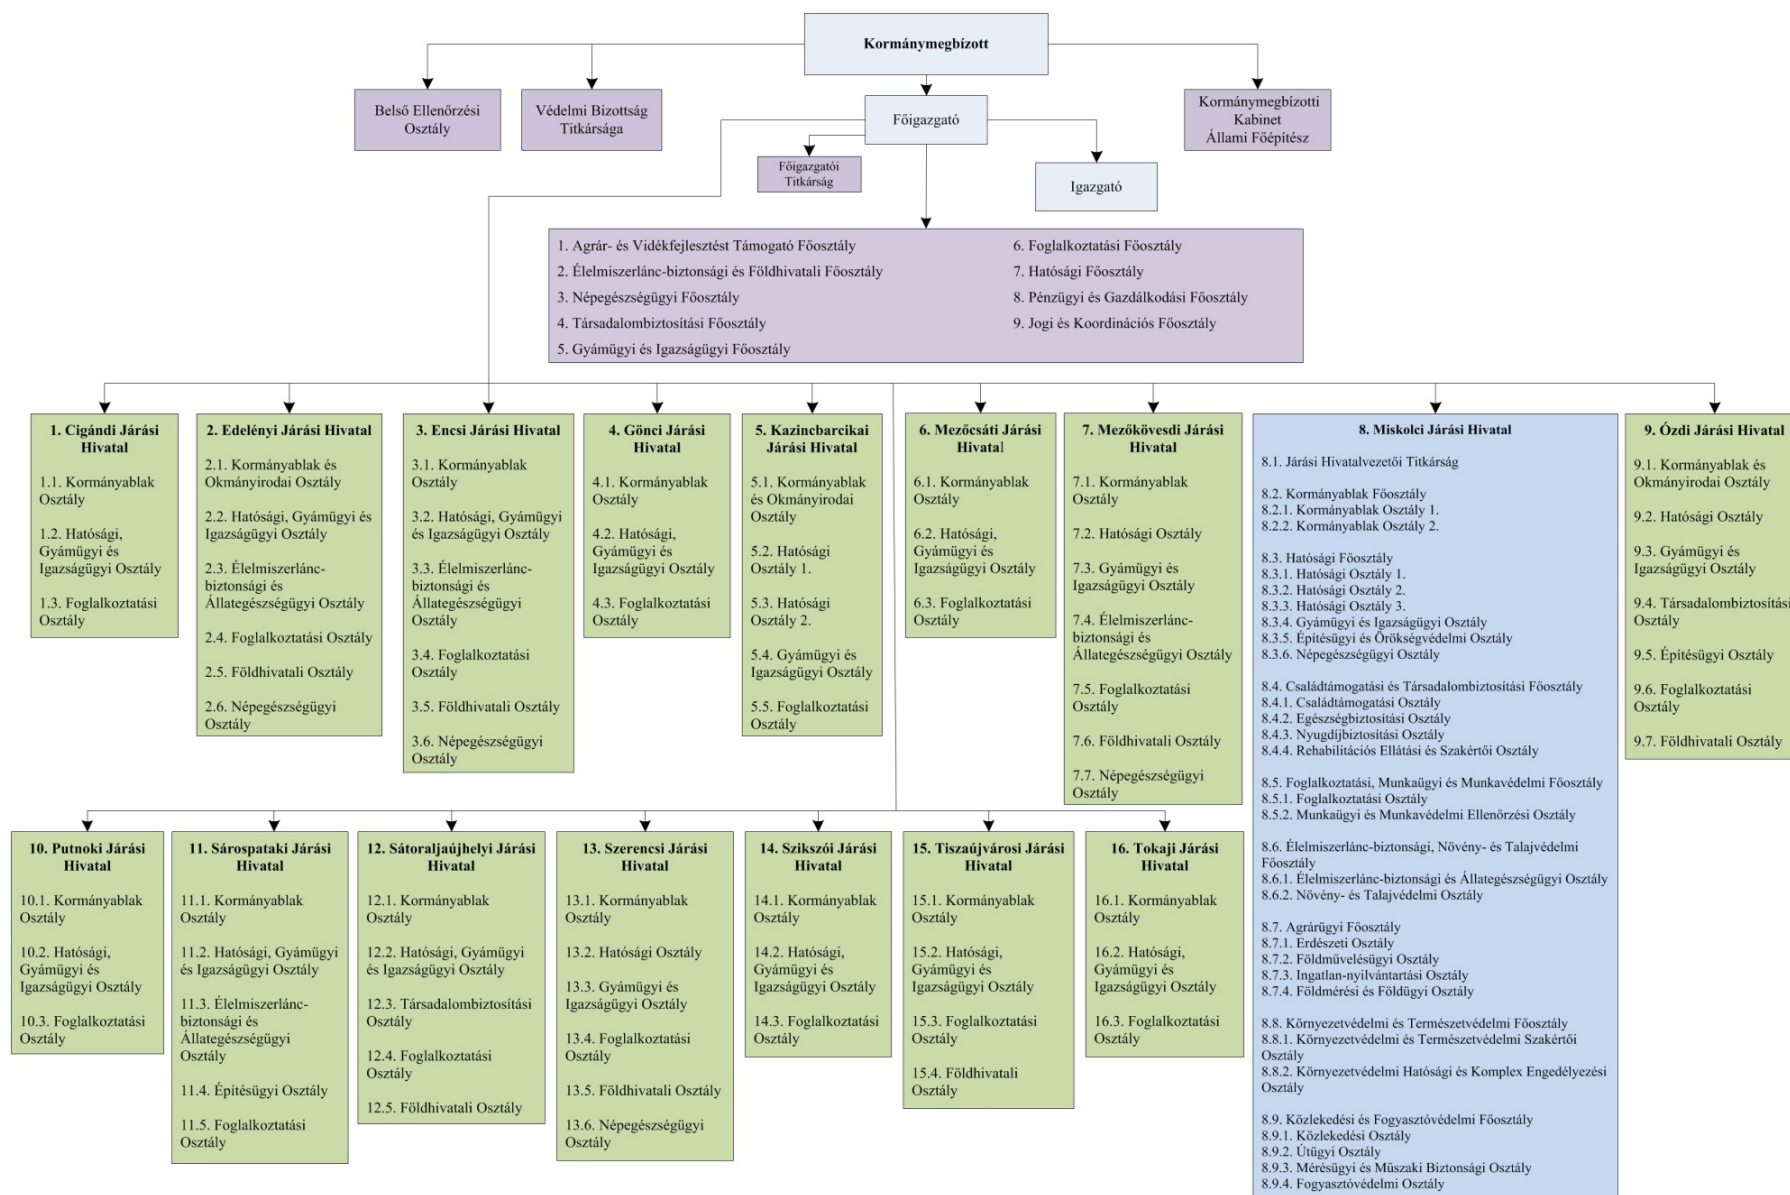 Kormánymegbízott
Belső Ellenőrzési
Osztály
Védelmi Bizottság
Titkársága
Kormánymegbízotti
Kabinet
Állami Főépítész
Főigazgató
Főigazgatói
Titkárság
Igazgató
1. Agrár- és Vidékfejlesztést Támogató Főosztály
2. Élelmiszerlánc-biztonsági és Földhivatali Főosztály
3. Népegészségügyi Főosztály
4. Társadalombiztosítási Főosztály
5. Gyámügyi és Igazságügyi Főosztály
6. Foglalkoztatási Főosztály
7. Hatósági Főosztály
8. Pénzügyi és Gazdálkodási Főosztály
9. Jogi és Koordinációs Főosztály
1. Cigándi Járási
Hivatal
1.1. Kormányablak
Osztály
1.2. Hatósági,
Gyámügyi és
Igazságügyi Osztály
1.3. Foglalkoztatási
Osztály
2. Edelényi Járási Hivatal
2.1. Kormányablak és
Okmányirodai Osztály
2.2. Hatósági, Gyámügyi és
Igazságügyi Osztály
2.3. Élelmiszerlánc-
biztonsági és
Állategészségügyi Osztály
2.4. Foglalkoztatási Osztály
2.5. Földhivatali Osztály
2.6. Népegészségügyi
Osztály
3. Encsi Járási Hivatal
3.1. Kormányablak
Osztály
3.2. Hatósági, Gyámügyi
és Igazságügyi Osztály
3.3. Élelmiszerlánc-
biztonsági és
Állategészségügyi
Osztály
3.4. Foglalkoztatási
Osztály
3.5. Földhivatali Osztály
3.6. Népegészségügyi
Osztály
4. Gönci Járási
Hivatal
4.1. Kormányablak
Osztály
4.2. Hatósági,
Gyámügyi és
Igazságügyi Osztály
4.3. Foglalkoztatási
Osztály
5. Kazincbarcikai
Járási Hivatal
5.1. Kormányablak
és Okmányirodai
Osztály
5.2. Hatósági
Osztály 1.
5.3. Hatósági
Osztály 2.
5.4. Gyámügyi és
Igazságügyi Osztály
5.5. Foglalkoztatási
Osztály
6. Mezőcsáti Járási
Hivatal
6.1. Kormányablak
Osztály
6.2. Hatósági,
Gyámügyi és
Igazságügyi Osztály
6.3. Foglalkoztatási
Osztály
7. Mezőkövesdi Járási
Hivatal
7.1. Kormányablak
Osztály
7.2. Hatósági Osztály
7.3. Gyámügyi és
Igazságügyi Osztály
7.4. Élelmiszerlánc-
biztonsági és
Állategészségügyi Osztály
7.5. Foglalkoztatási
Osztály
7.6. Földhivatali Osztály
7.7. Népegészségügyi
Osztály
8. Miskolci Járási Hivatal
8.1. Járási Hivatalvezetői Titkárság
8.2. Kormányablak Főosztály
8.2.1. Kormányablak Osztály 1.
8.2.2. Kormányablak Osztály 2.
8.3. Hatósági Főosztály
8.3.1. Hatósági Osztály 1.
8.3.2. Hatósági Osztály 2.
8.3.3. Hatósági Osztály 3.
8.3.4. Gyámügyi és Igazságügyi Osztály
8.3.5. Építésügyi és Örökségvédelmi Osztály
8.3.6. Népegészségügyi Osztály
8.4. Családtámogatási és Társadalombiztosítási Főosztály
8.4.1. Családtámogatási Osztály
8.4.2. Egészségbiztosítási Osztály
8.4.3. Nyugdíjbiztosítási Osztály
8.4.4. Rehabilitációs Ellátási és Szakértői Osztály
8.5. Foglalkoztatási, Munkaügyi és Munkavédelmi Főosztály
8.5.1. Foglalkoztatási Osztály
8.5.2. Munkaügyi és Munkavédelmi Ellenőrzési Osztály
8.6. Élelmiszerlánc-biztonsági, Növény- és Talajvédelmi
Főosztály
8.6.1. Élelmiszerlánc-biztonsági és Állategészségügyi Osztály
8.6.2. Növény- és Talajvédelmi Osztály
8.7. Agrárügyi Főosztály
8.7.1. Erdészeti Osztály
8.7.2. Földművelésügyi Osztály
8.7.3. Ingatlan-nyilvántartási Osztály
8.7.4. Földmérési és Földügyi Osztály
8.8. Környezetvédelmi és Természetvédelmi Főosztály
8.8.1. Környezetvédelmi és Természetvédelmi Szakértői
Osztály
8.8.2. Környezetvédelmi Hatósági és Komplex Engedélyezési
Osztály
8.9. Közlekedési és Fogyasztóvédelmi Főosztály
8.9.1. Közlekedési Osztály
8.9.2. Útügyi Osztály
8.9.3. Mérésügyi és Műszaki Biztonsági Osztály
8.9.4. Fogyasztóvédelmi Osztály
9. Ózdi Járási Hivatal
9.1. Kormányablak és
Okmányirodai Osztály
9.2. Hatósági Osztály
9.3. Gyámügyi és
Igazságügyi Osztály
9.4. Társadalombiztosítási
Osztály
9.5. Építésügyi Osztály
9.6. Foglalkoztatási
Osztály
9.7. Földhivatali Osztály
10. Putnoki Járási
Hivatal
10.1. Kormányablak
Osztály
10.2. Hatósági,
Gyámügyi és
Igazságügyi Osztály
10.3. Foglalkoztatási
Osztály
11. Sárospataki Járási
Hivatal
11.1. Kormányablak
Osztály
11.2. Hatósági, Gyámügyi
és Igazságügyi Osztály
11.3. Élelmiszerlánc-
biztonsági és
Állategészségügyi
Osztály
11.4. Építésügyi Osztály
11.5. Foglalkoztatási
Osztály
12. Sátoraljaújhelyi Járási
Hivatal
12.1. Kormányablak
Osztály
12.2. Hatósági, Gyámügyi
és Igazságügyi Osztály
12.3. Társadalombiztosítási
Osztály
12.4. Foglalkoztatási
Osztály
12.5. Földhivatali Osztály
13. Szerencsi Járási
Hivatal
13.1. Kormányablak
Osztály
13.2. Hatósági Osztály
13.3. Gyámügyi és
Igazságügyi Osztály
13.4. Foglalkoztatási
Osztály
13.5. Földhivatali Osztály
13.6. Népegészségügyi
Osztály
14. Szikszói Járási
Hivatal
14.1. Kormányablak
Osztály
14.2. Hatósági,
Gyámügyi és
Igazságügyi Osztály
14.3. Foglalkoztatási
Osztály
15. Tiszaújvárosi Járási
Hivatal
15.1. Kormányablak
Osztály
15.2. Hatósági,
Gyámügyi és
Igazságügyi Osztály
15.3. Foglalkoztatási
Osztály
15.4. Földhivatali
Osztály
16. Tokaji Járási
Hivatal
16.1. Kormányablak
Osztály
16.2. Hatósági,
Gyámügyi és
Igazságügyi Osztály
16.3. Foglalkoztatási
Osztály